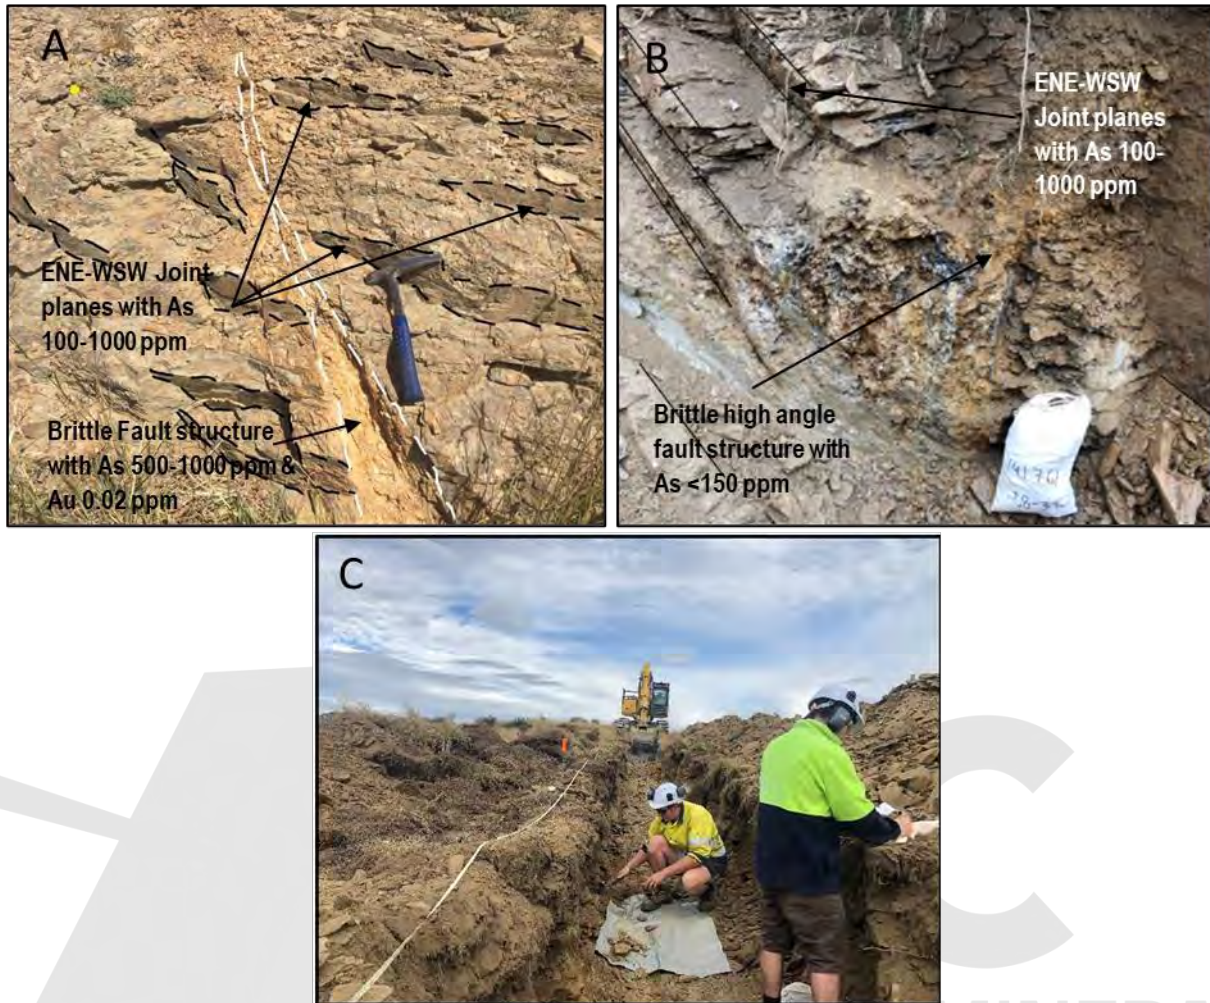 A
ENE-WSW Joint
planes with As
100-1000 ppm
Brittle Fault structure
with As 500-1000 ppm &
Au 0.02 ppm
B
ENE-WSW
Joint planes
with As 100-
1000 ppm
Brittle high angle
fault structure with
As <150 ppm
C